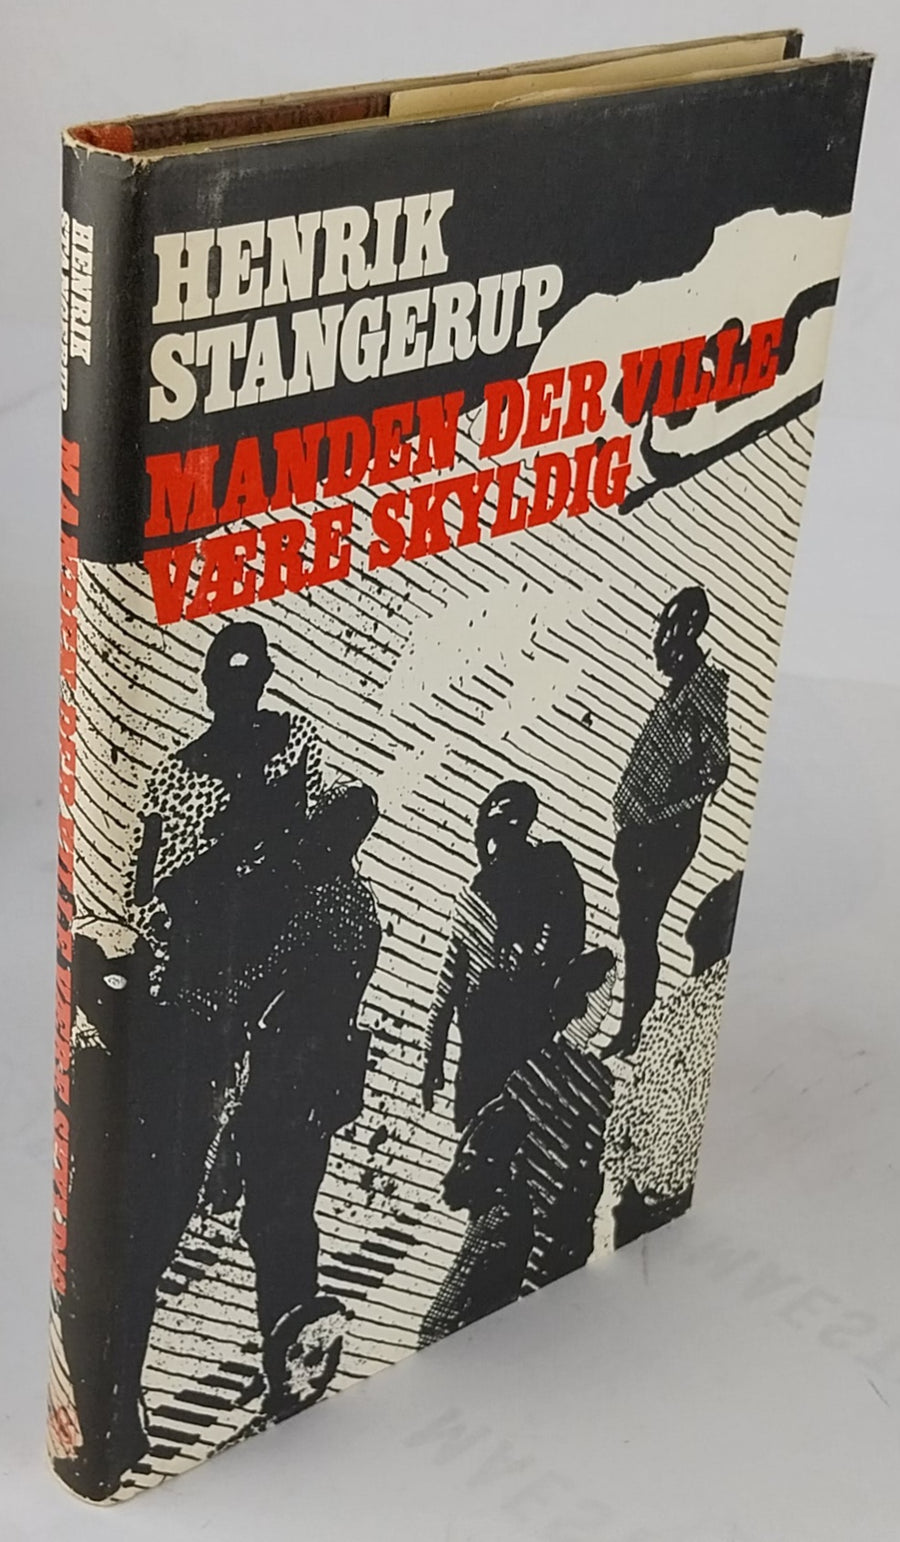 HENRIK
STANGERUP
MANDEN DER VILLE
VÆRE SKYLDIG
HENRIK
STANGERUP
MANDEN DER VILLE VÆRE SKYLDIG